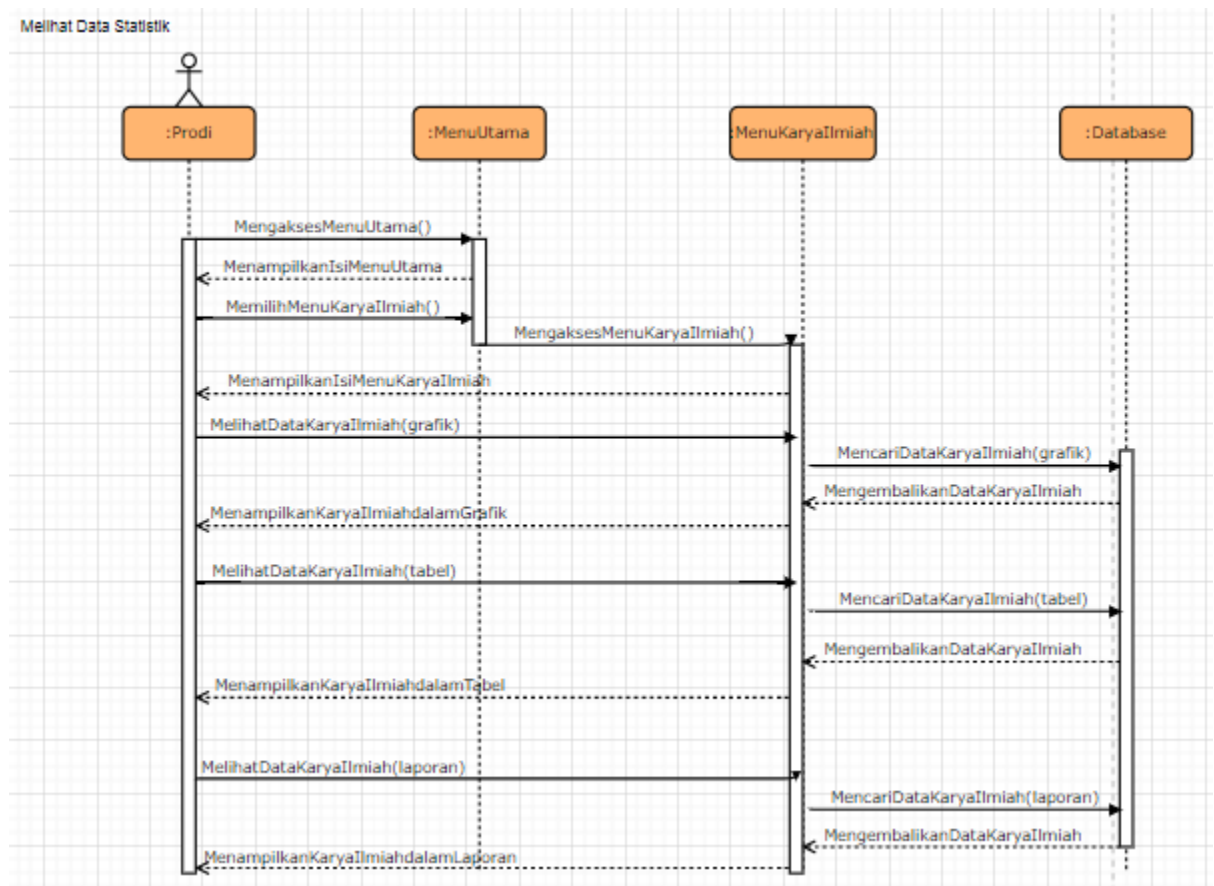 Melihat Data Statistik
:Prodi
:MenuUtama
:MenuKaryaIlmiah
:Database
MengaksesMenuUtama()
MenampilkanIsiMenuUtama
MemilihMenuKaryaIlmiah()
MengaksesMenuKaryaIlmiah()
MenampilkanIsiMenuKaryaIlmiah
MelihatDataKaryaIlmiah(grafik)
MencariDataKaryaIlmiah(grafik)
MengembalikanDataKaryaIlmiah
MenampilkanKaryaIlmiahdalamGrafik
MelihatDataKaryaIlmiah(tabel)
MencariDataKaryaIlmiah(tabel)
MengembalikanDataKaryaIlmiah
MenampilkanKaryaIlmiahdalamTabel
MelihatDataKaryaIlmiah(laporan)
MencariDataKaryaIlmiah(laporan)
MengembalikanDataKaryaIlmiah
MenampilkanKaryaIlmiahdalamLaporan